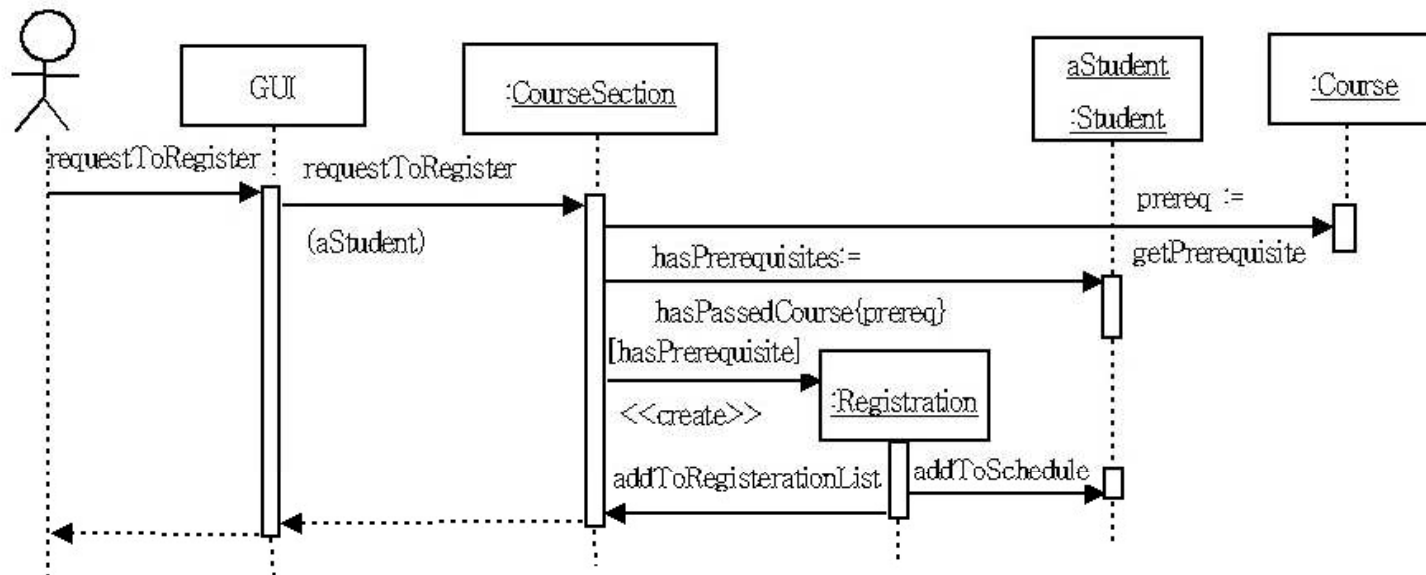 GUI
:CourseSection
aStudent
:Student
:Course
requestToRegister
requestToRegister
(aStudent)
prereq :=
getPrerequisite
hasPrerequisites:=
hasPassedCourse{prereq}
[hasPrerequisite]
<<create>>
:Registration
addToRegisterationList
addToSchedule